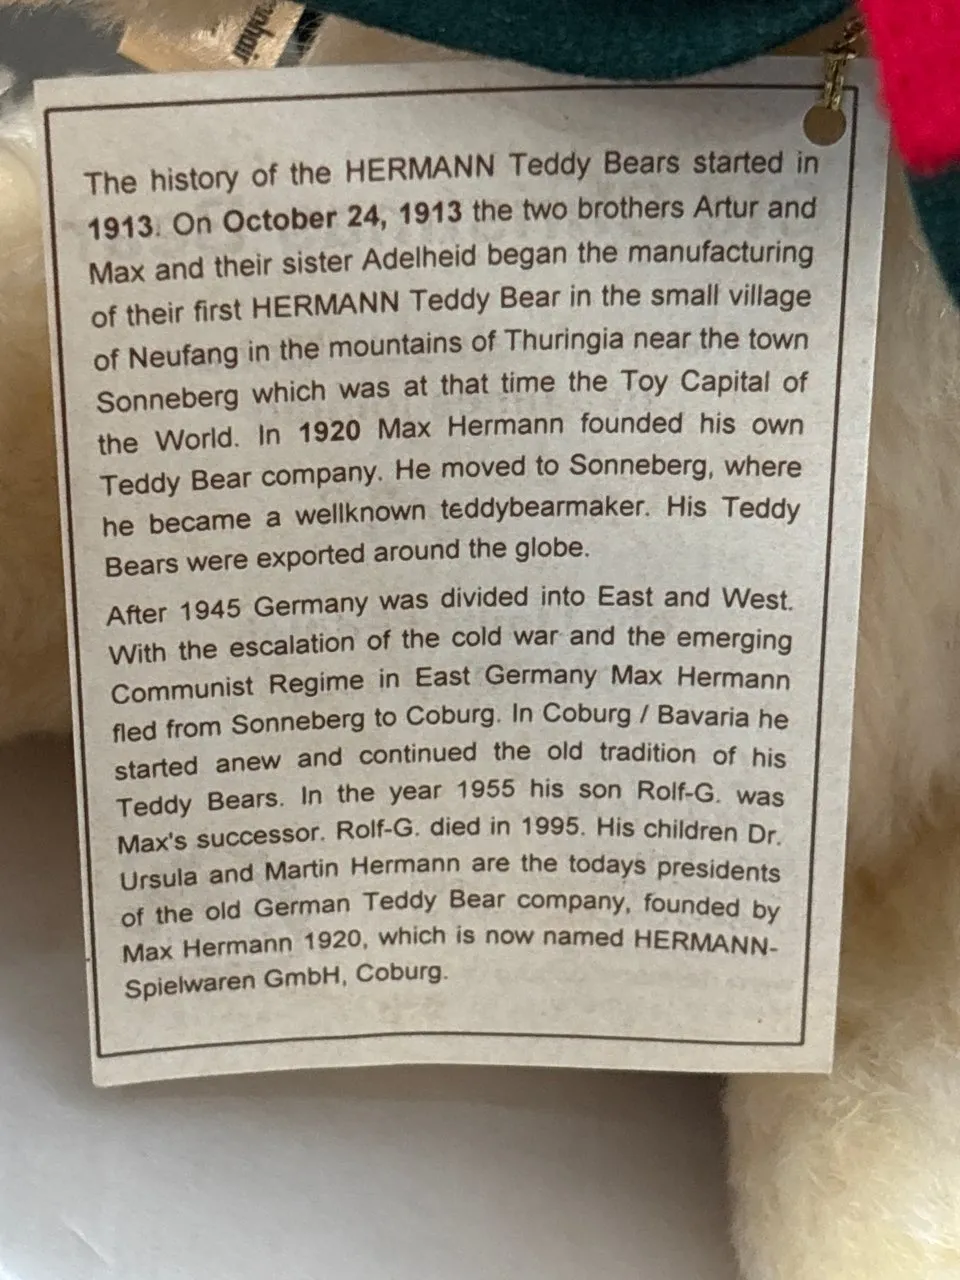 The history of the HERMANN Teddy Bears started in
1913. On October 24, 1913 the two brothers Artur and
Max and their sister Adelheid began the manufacturing
of their first HERMANN Teddy Bear in the small village
of Neufang in the mountains of Thuringia near the town
Sonneberg which was at that time the Toy Capital of
the World. In 1920 Max Hermann founded his own
Teddy Bear company. He moved to Sonneberg, where
he became a wellknown teddybearmaker. His Teddy
Bears were exported around the globe.
After 1945 Germany was divided into East and West.
With the escalation of the cold war and the emerging
Communist Regime in East Germany Max Hermann
fled from Sonneberg to Coburg. In Coburg / Bavaria he
started anew and continued the old tradition of his
Teddy Bears. In the year 1955 his son Rolf-G. was
Max's successor. Rolf-G. died in 1995. His children Dr.
Ursula and Martin Hermann are the todays presidents
of the old German Teddy Bear company, founded by
Max Hermann 1920, which is now named HERMANN-
Spielwaren GmbH, Coburg.